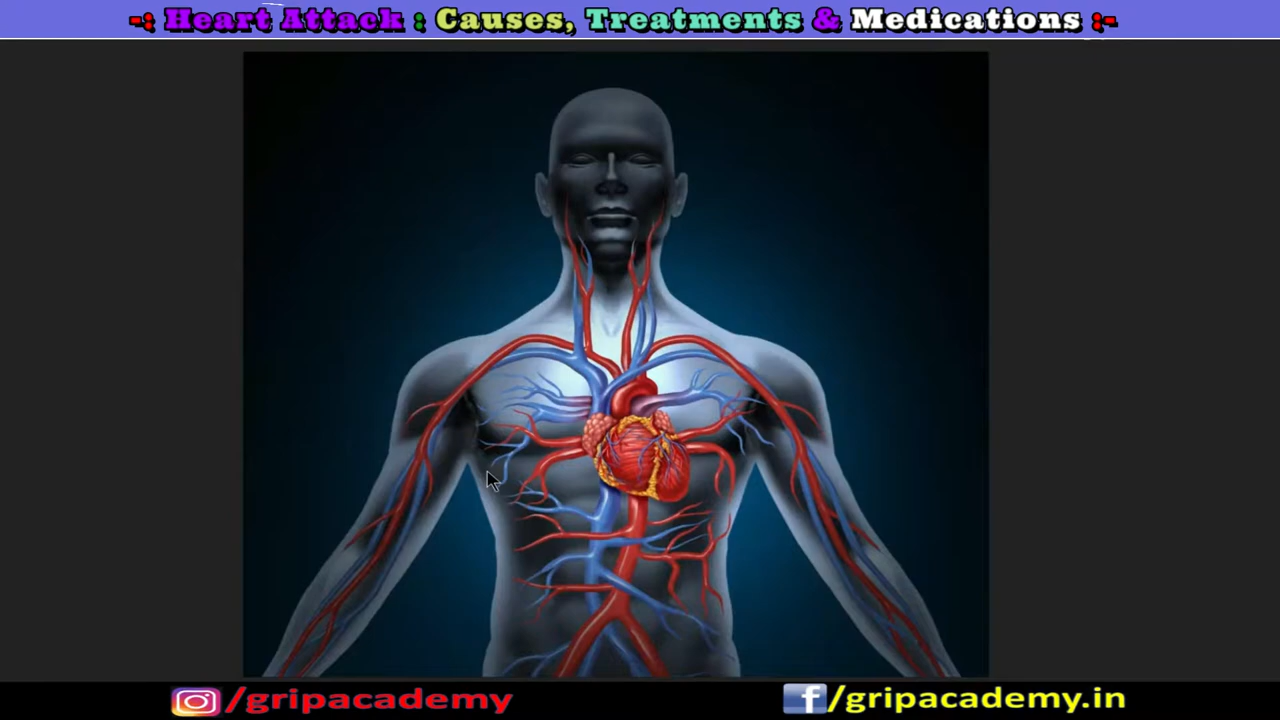 -: Heart Attack : Causes, Treatments & Medications :-
/gripacademy
/gripacademy.in